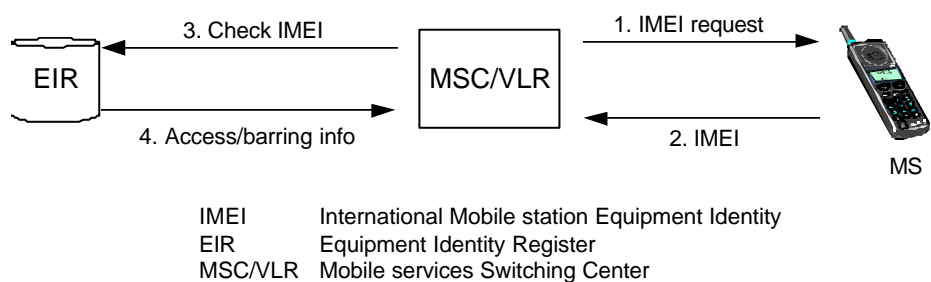 3. Check IMEI
1. IMEI request
EIR
MSC/VLR
4. Access/barring info
2. IMEI
MS
IMEI International Mobile station Equipment Identity
EIR Equipment Identity Register
MSC/VLR Mobile services Switching Center